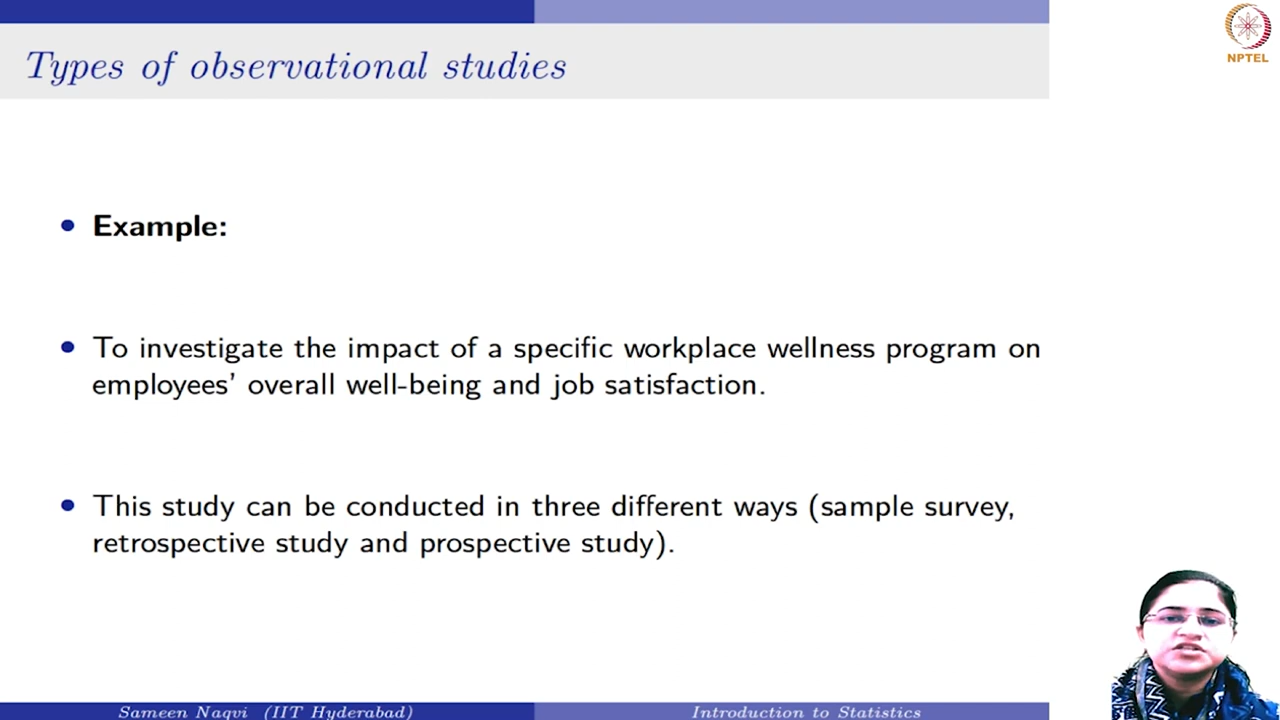 Types of observational studies
NPTEL
• Example:
• To investigate the impact of a specific workplace wellness program on
employees' overall well-being and job satisfaction.
• This study can be conducted in three different ways (sample survey,
retrospective study and prospective study).
Sameen Naqvi (IIT Hyderabad)
Introduction to Statistics